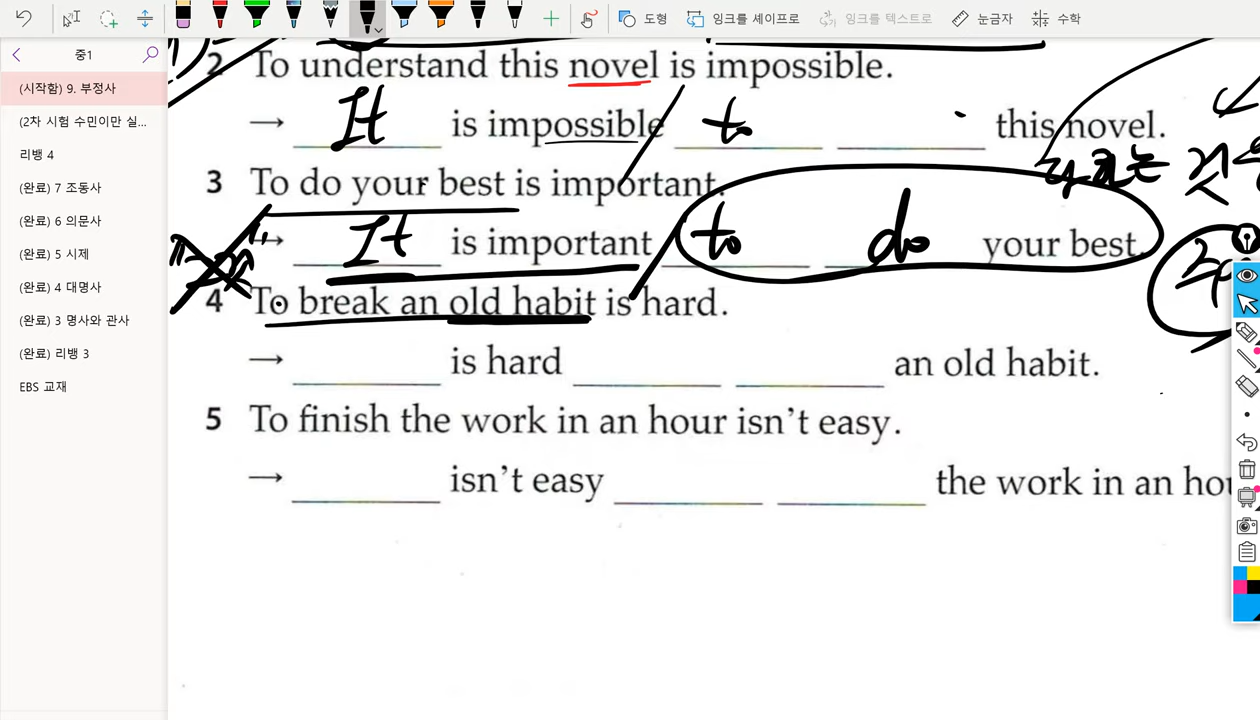 도형 잉크를 셰이프로 잉크를 텍스트로 눈금자 수학
중1
(시작함) 9. 부정사
(2차 시험 수민이만 실...
리뱅 4
(완료) 7 조동사
(완료) 6 의문사
(완료) 5 시제
(완료) 4 대명사
(완료) 3 명사와 관사
(완료) 리뱅 3
EBS 교재
2 To understand this novel is impossible.
→ It is impossible to this novel.
3 To do your best is important.
→ It is important to do your best.
4 To break an old habit is hard.
→ is hard an old habit.
5 To finish the work in an hour isn't easy.
→ isn't easy the work in an hou